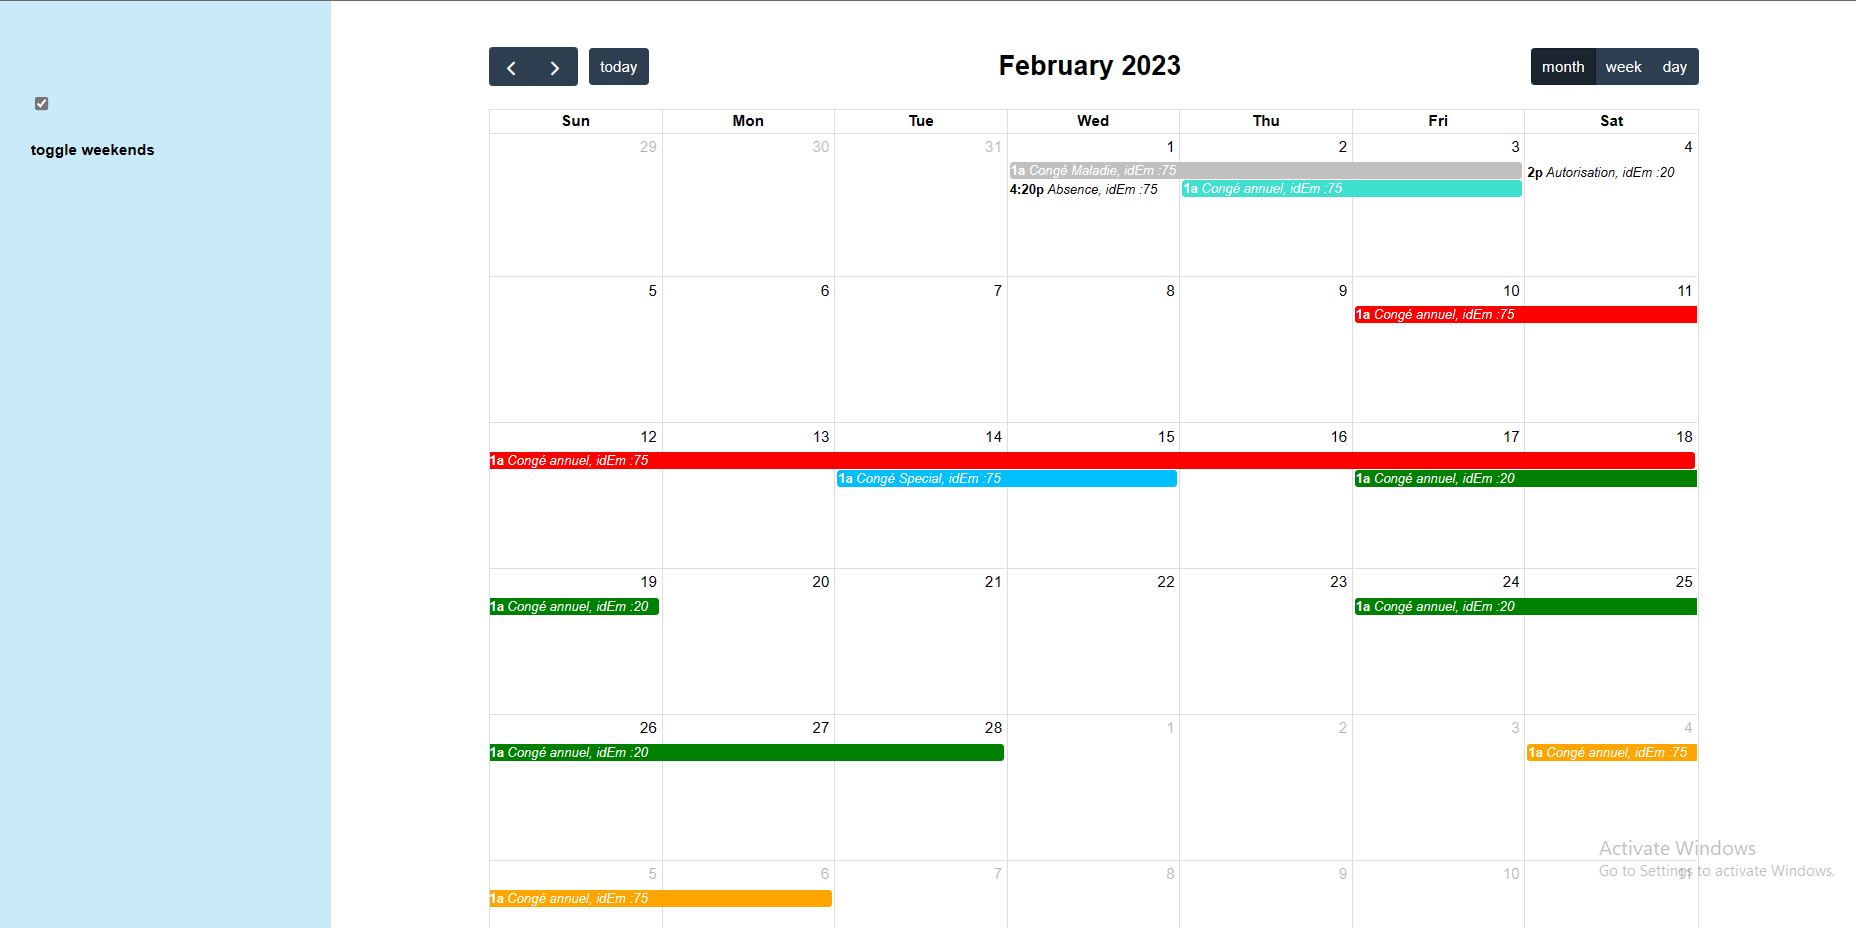 today
February 2023
month week day
toggle weekends
Sun Mon Tue Wed Thu Fri Sat
29 30 31 1 2 3 4
1a Congé Maladie, idEm :75
2p Autorisation, idEm :20
4:20p Absence, idEm :75
1a Congé annuel, idEm :75
5 6 7 8 9 10 11
1a Congé annuel, idEm :75
12 13 14 15 16 17 18
1a Congé annuel, idEm :75
1a Congé Special, idEm :75
1a Congé annuel, idEm :20
19 20 21 22 23 24 25
1a Congé annuel, idEm :20
1a Congé annuel, idEm :20
26 27 28 1 2 3 4
1a Congé annuel, idEm :20
1a Congé annuel, idEm :75
5 6 7 8 9 10 11
1a Congé annuel, idEm :75
Activate Windows
Go to Settings to activate Windows.